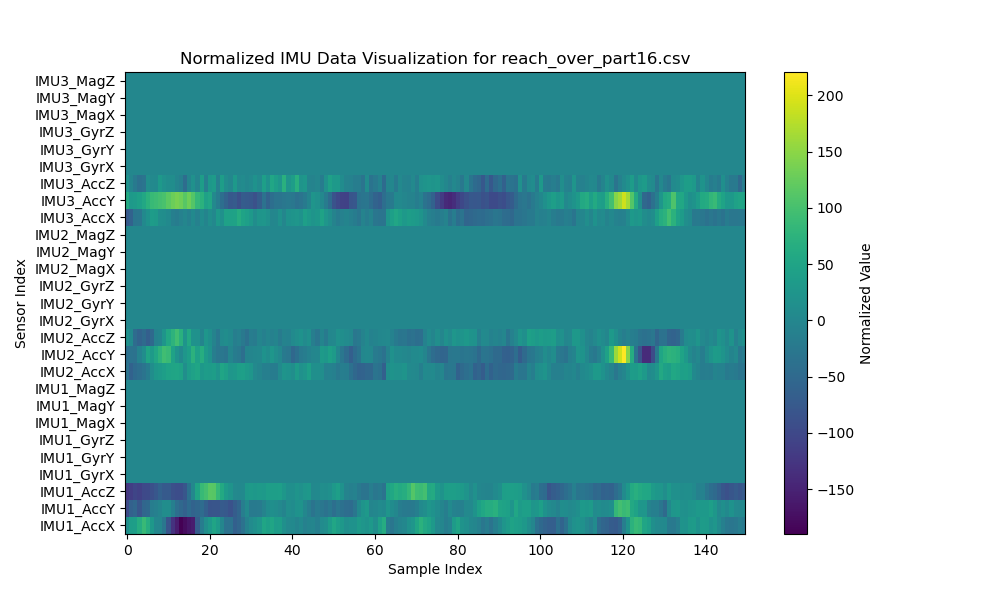 Normalized IMU Data Visualization for reach_over_part16.csv
IMU3_MagZ
IMU3_MagY
IMU3_MagX
IMU3_GyrZ
IMU3_GyrY
IMU3_GyrX
IMU3_AccZ
IMU3_AccY
IMU3_AccX
IMU2_MagZ
IMU2_MagY
IMU2_MagX
IMU2_GyrZ
IMU2_GyrY
IMU2_GyrX
IMU2_AccZ
IMU2_AccY
IMU2_AccX
IMU1_MagZ
IMU1_MagY
IMU1_MagX
IMU1_GyrZ
IMU1_GyrY
IMU1_GyrX
IMU1_AccZ
IMU1_AccY
IMU1_AccX
Sensor Index
0 20 40 60 80 100 120 140
Sample Index
200
150
100
50
0
−50
−100
−150
Normalized Value